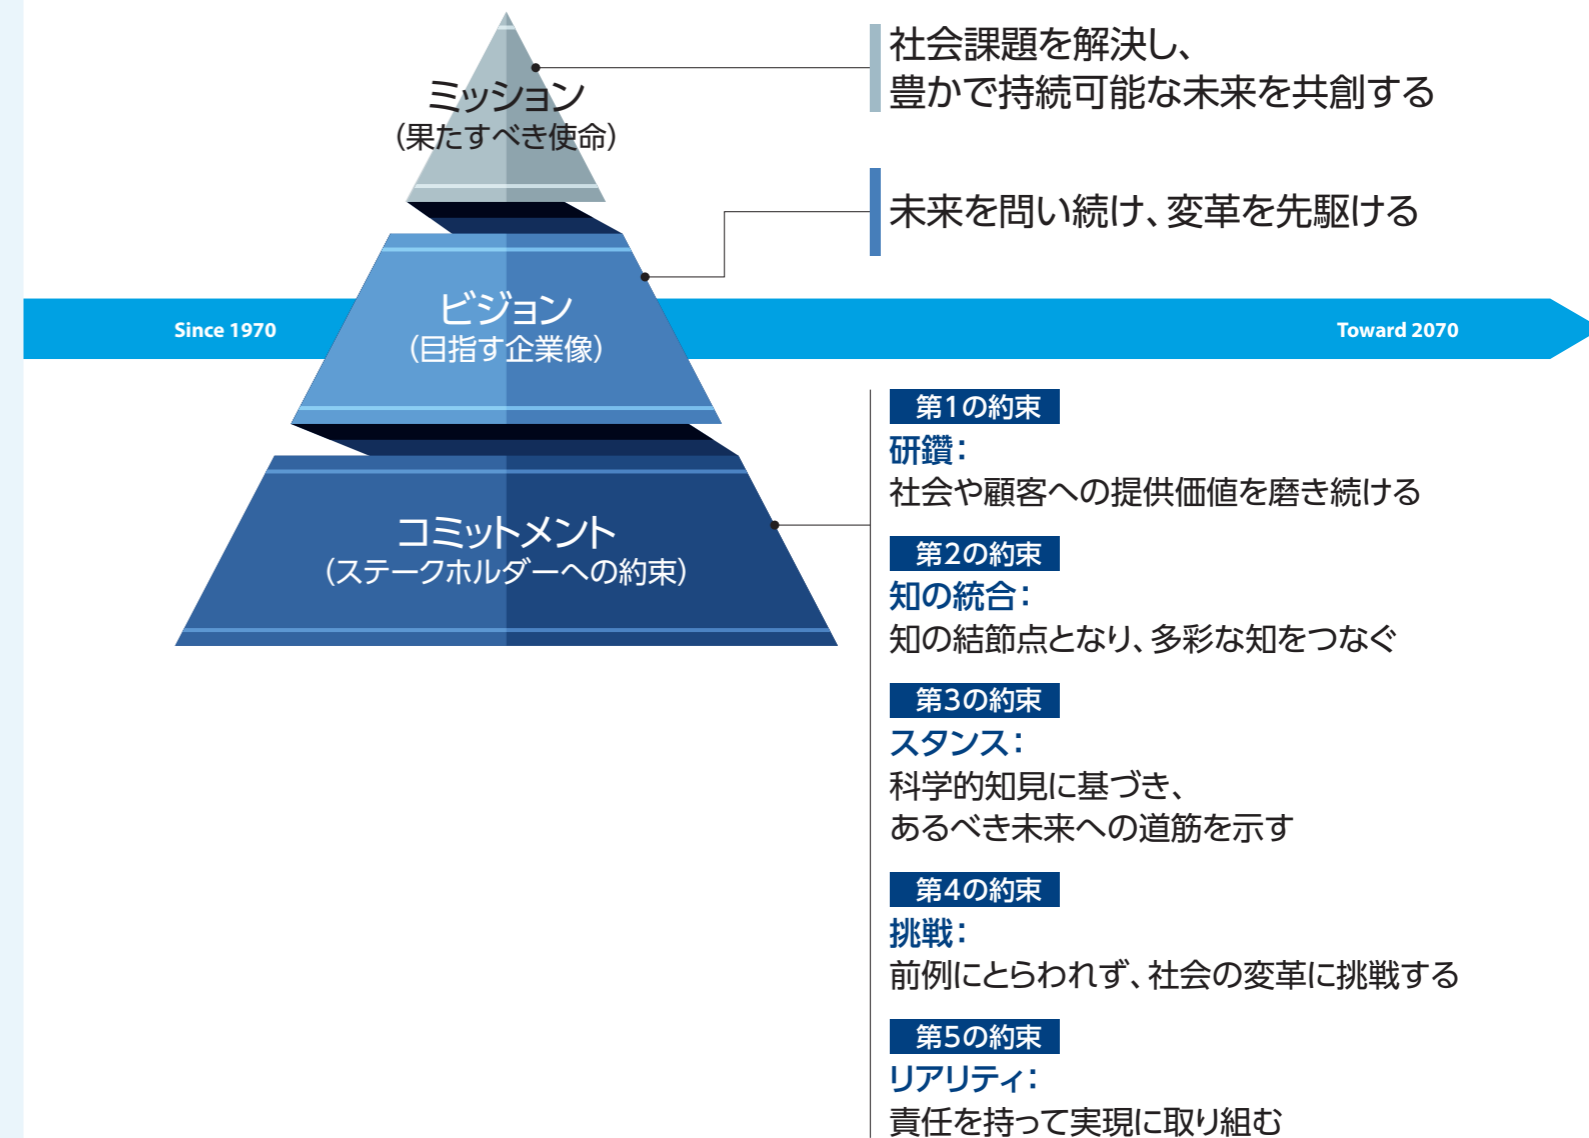 ミッション
(果たすべき使命)
社会課題を解決し、
豊かで持続可能な未来を共創する
未来を問い続け、変革を先駆ける
Since 1970
ビジョン
(目指す企業像)
Toward 2070
コミットメント
(ステークホルダーへの約束)
第1の約束
研鑽：
社会や顧客への提供価値を磨き続ける
第2の約束
知の統合：
知の結節点となり、多彩な知をつなぐ
第3の約束
スタンス：
科学的知見に基づき、
あるべき未来への道筋を示す
第4の約束
挑戦：
前例にとらわれず、社会の変革に挑戦する
第5の約束
リアリティ：
責任を持って実現に取り組む